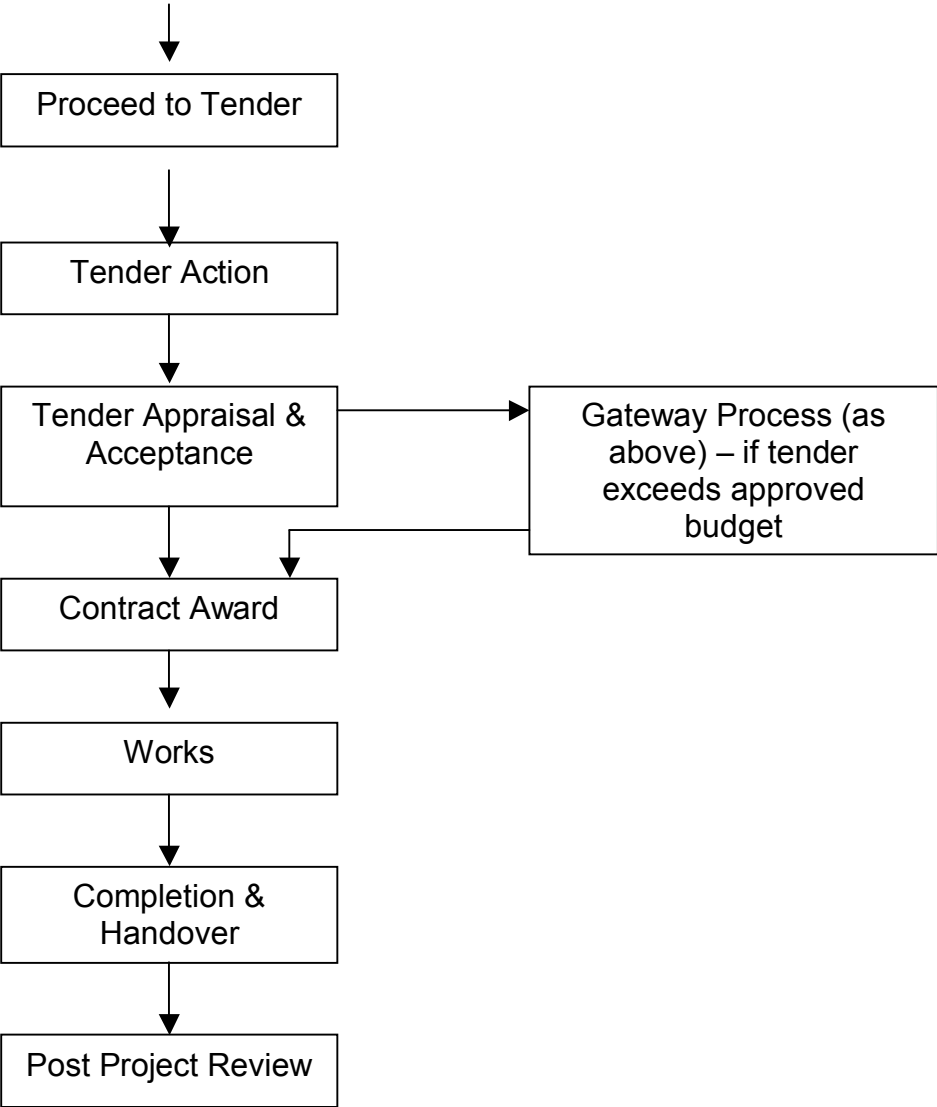 Proceed to Tender
Tender Action
Tender Appraisal &
Acceptance
Gateway Process (as
above) – if tender
exceeds approved
budget
Contract Award
Works
Completion &
Handover
Post Project Review